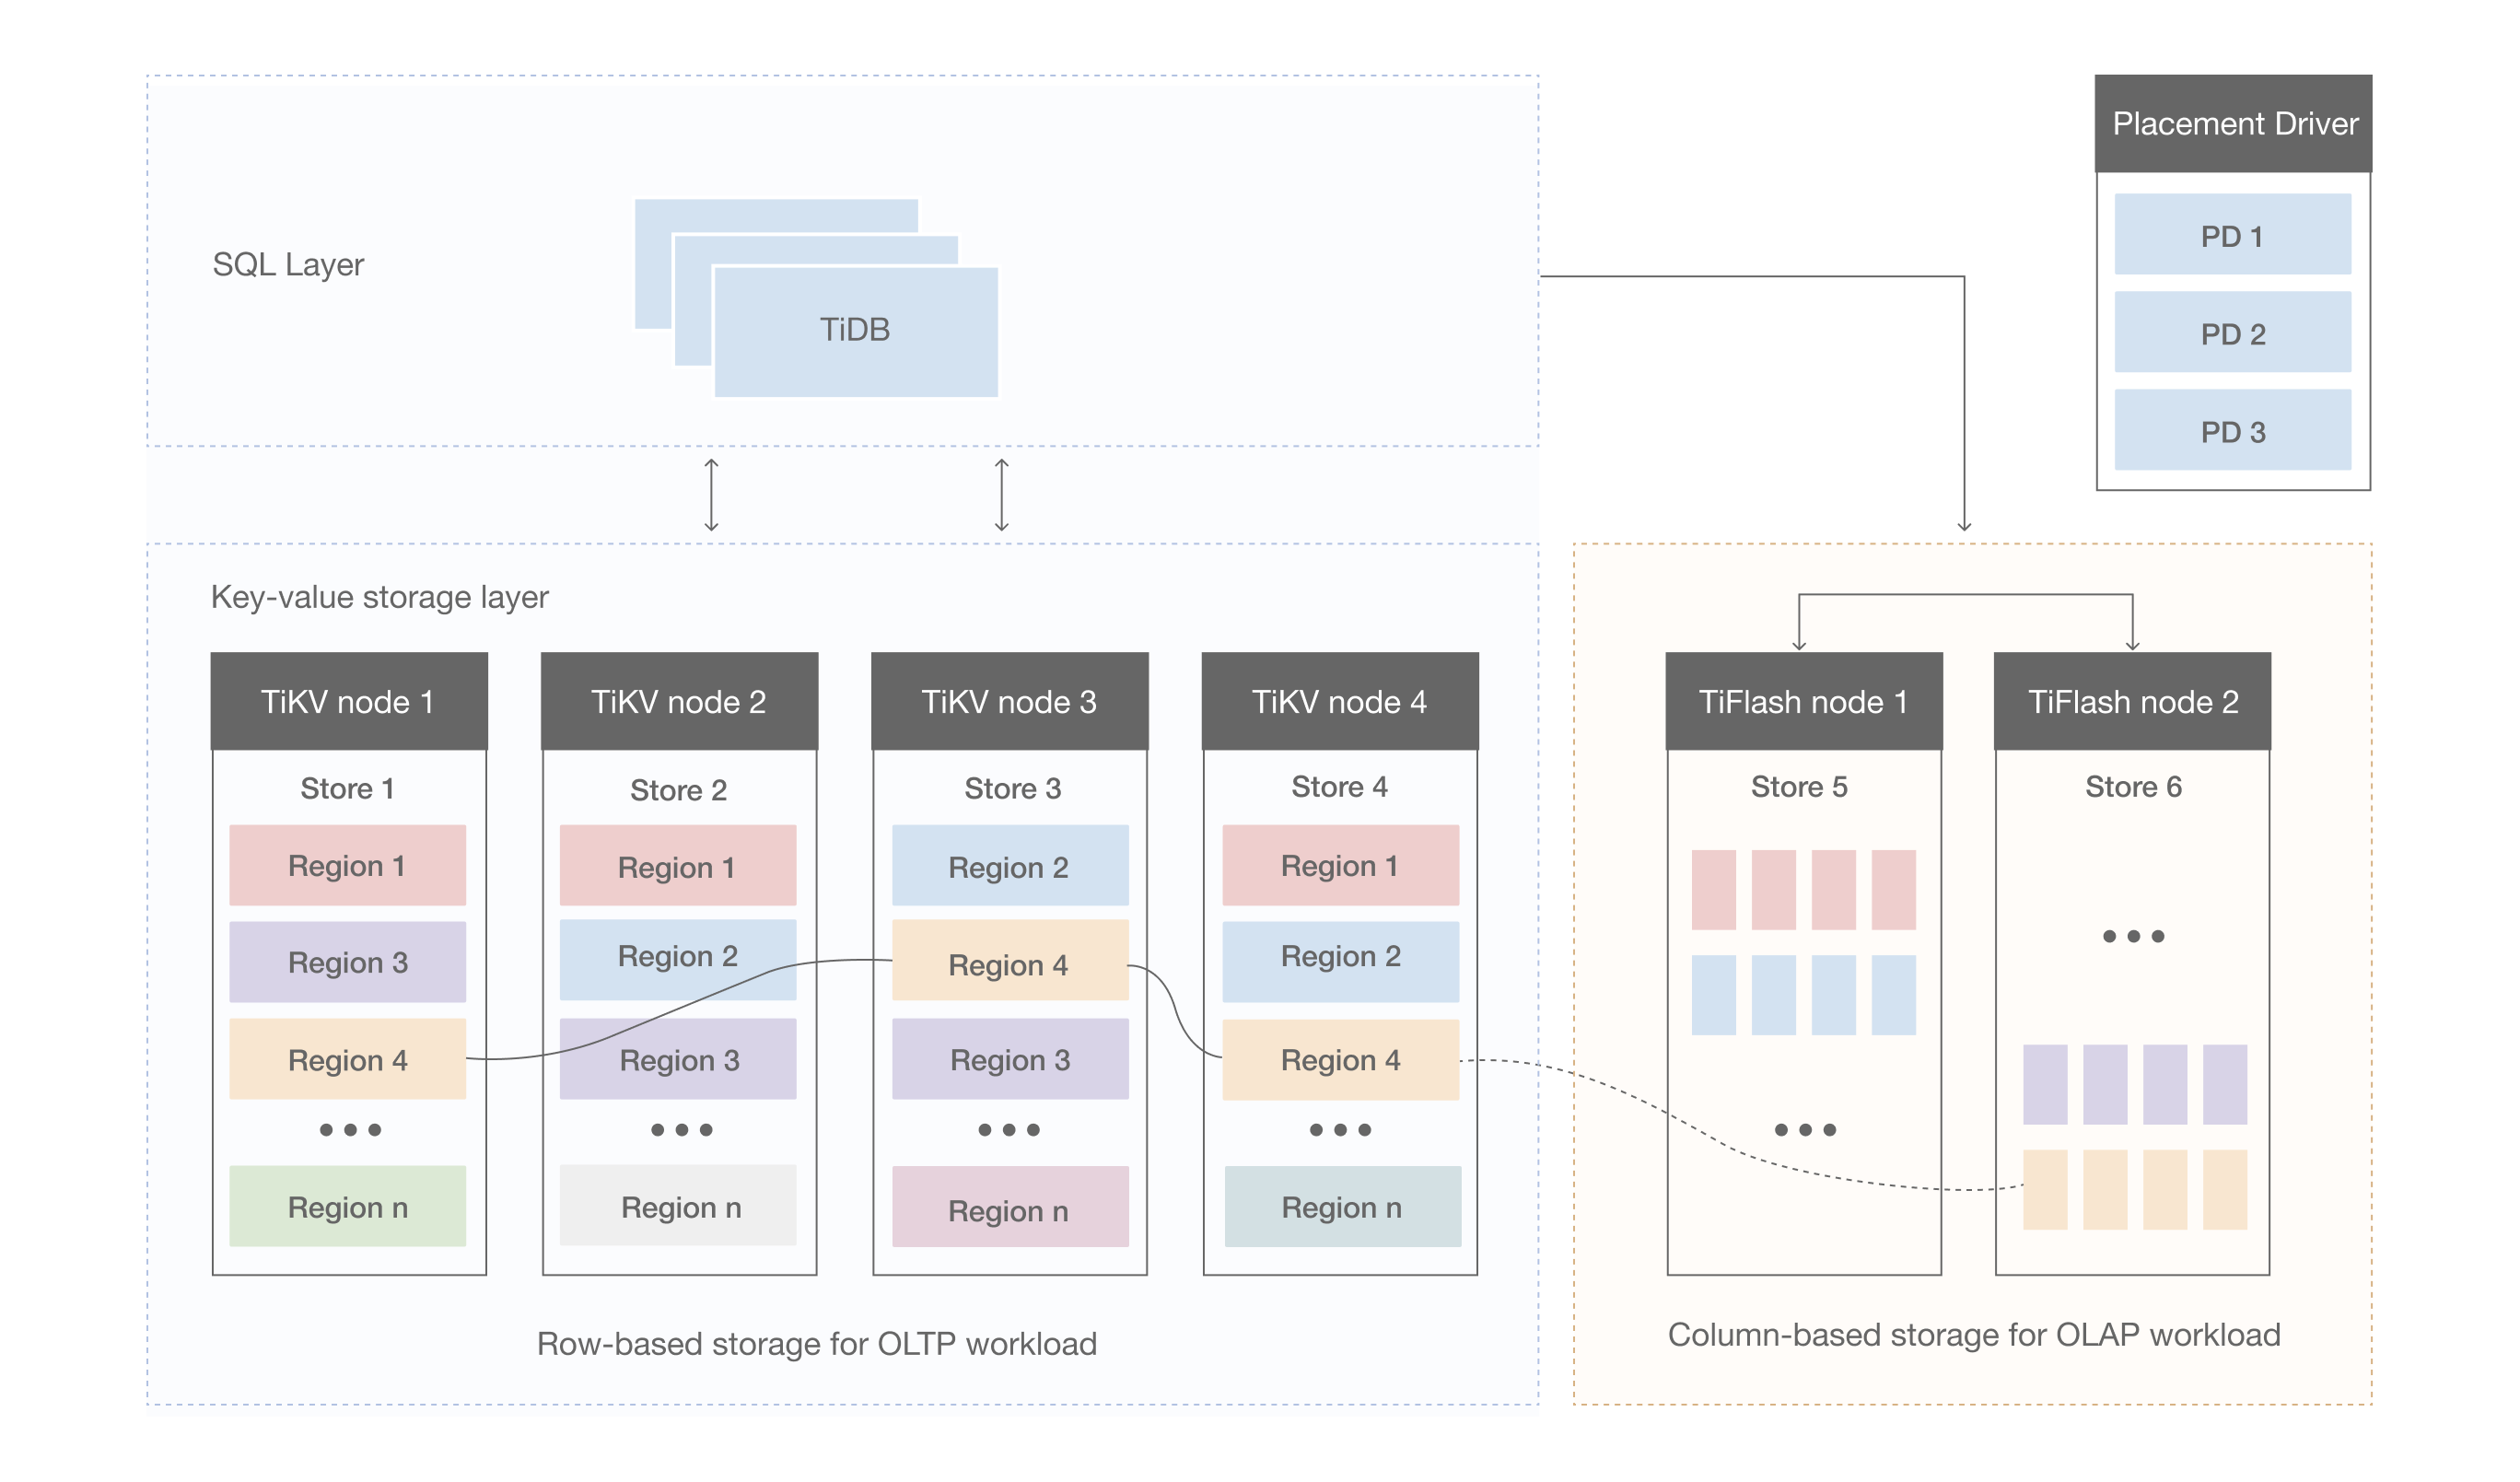 SQL Layer
TiDB
Placement Driver
PD 1
PD 2
PD 3
Key-value storage layer
TiKV node 1
Store 1
Region 1
Region 3
Region 4
Region n
TiKV node 2
Store 2
Region 1
Region 2
Region 3
Region n
TiKV node 3
Store 3
Region 2
Region 4
Region 3
Region n
TiKV node 4
Store 4
Region 1
Region 2
Region 4
Region n
Row-based storage for OLTP workload
TiFlash node 1
Store 5
TiFlash node 2
Store 6
Column-based storage for OLAP workload